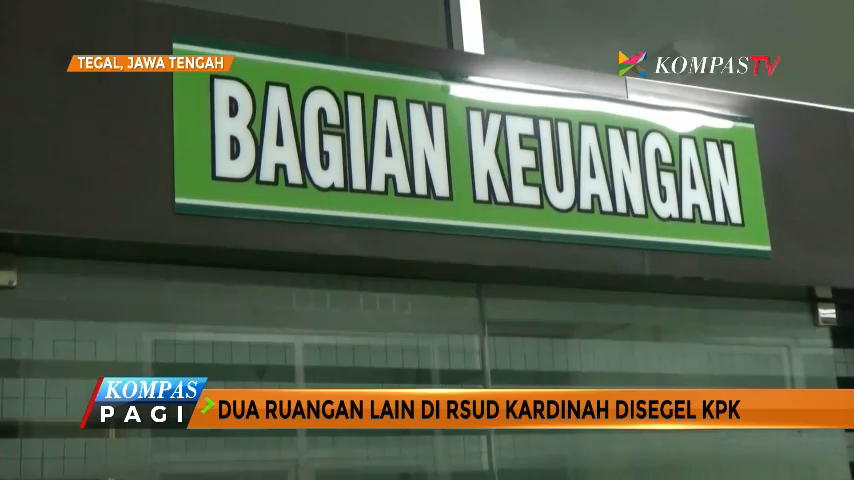 TEGAL, JAWA TENGAH
KOMPASTV
BAGIAN KEUANGAN
KOMPAS
PAGI
DUA RUANGAN LAIN DI RSUD KARDINAH DISEGEL KPK